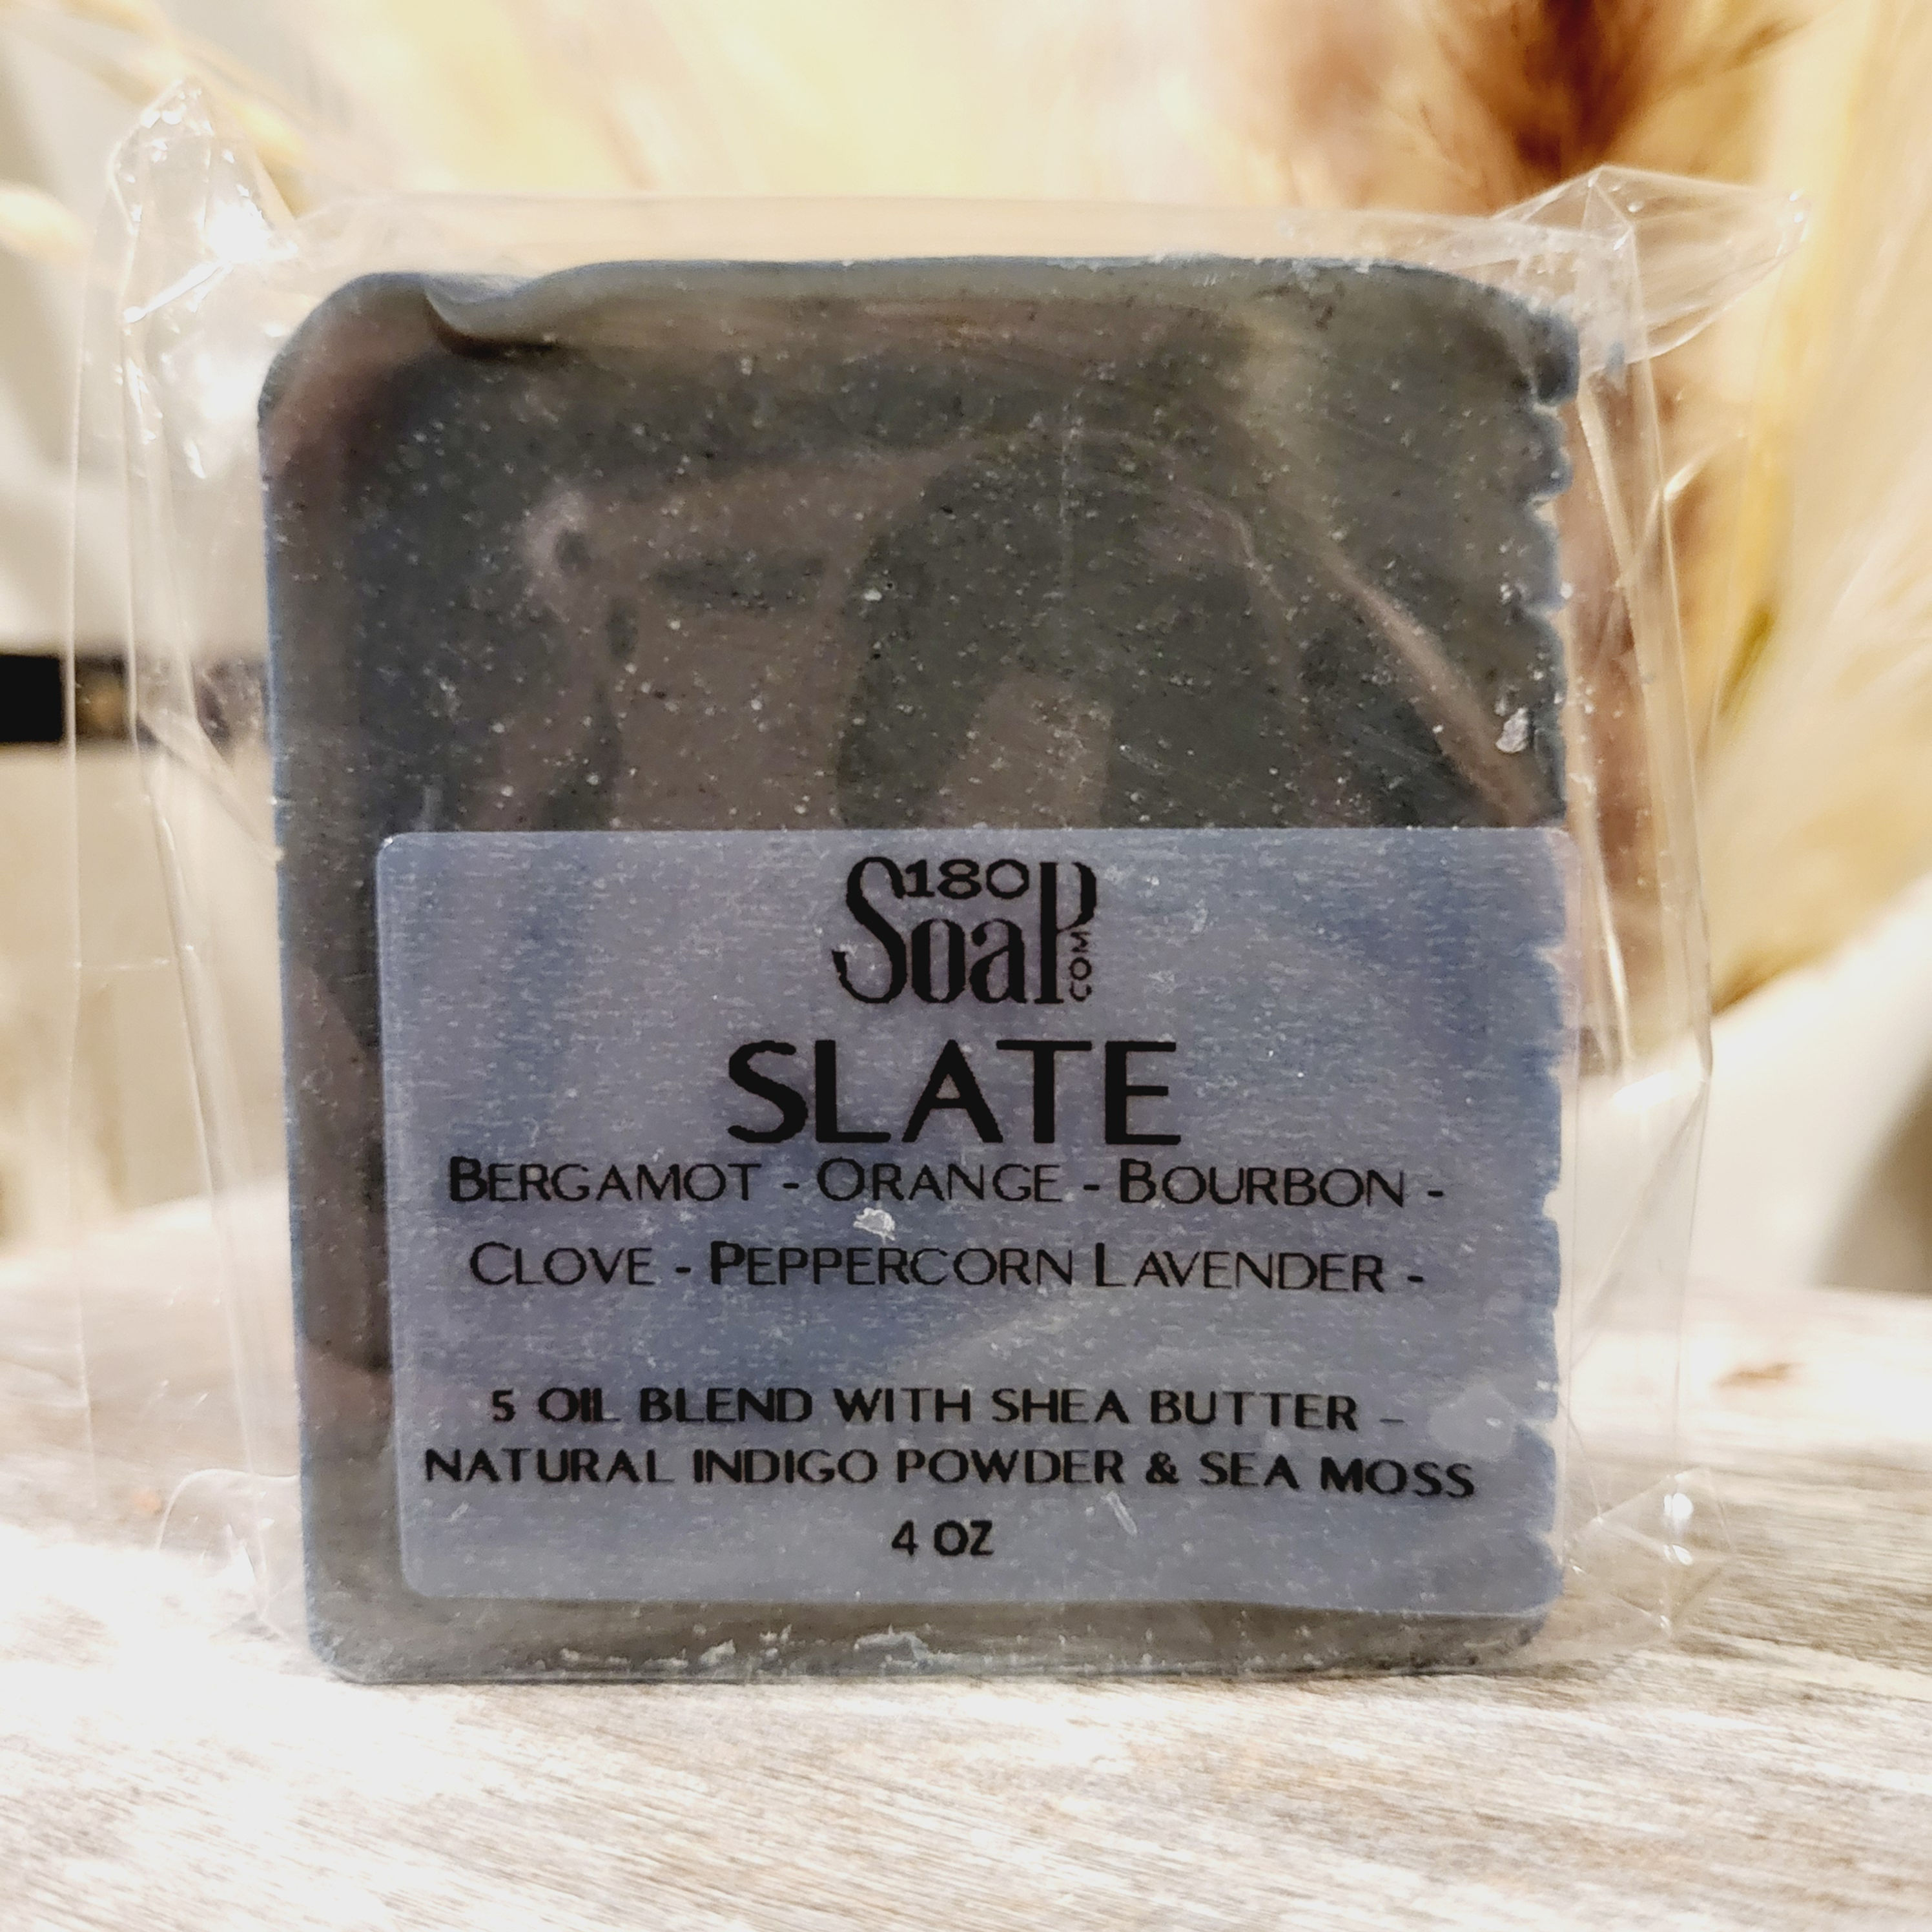 180
Soap
COM
SLATE
BERGAMOT - ORANGE - BOURBON -
CLOVE - PEPPERCORN LAVENDER -
5 OIL BLEND WITH SHEA BUTTER –
NATURAL INDIGO POWDER & SEA MOSS
4 OZ